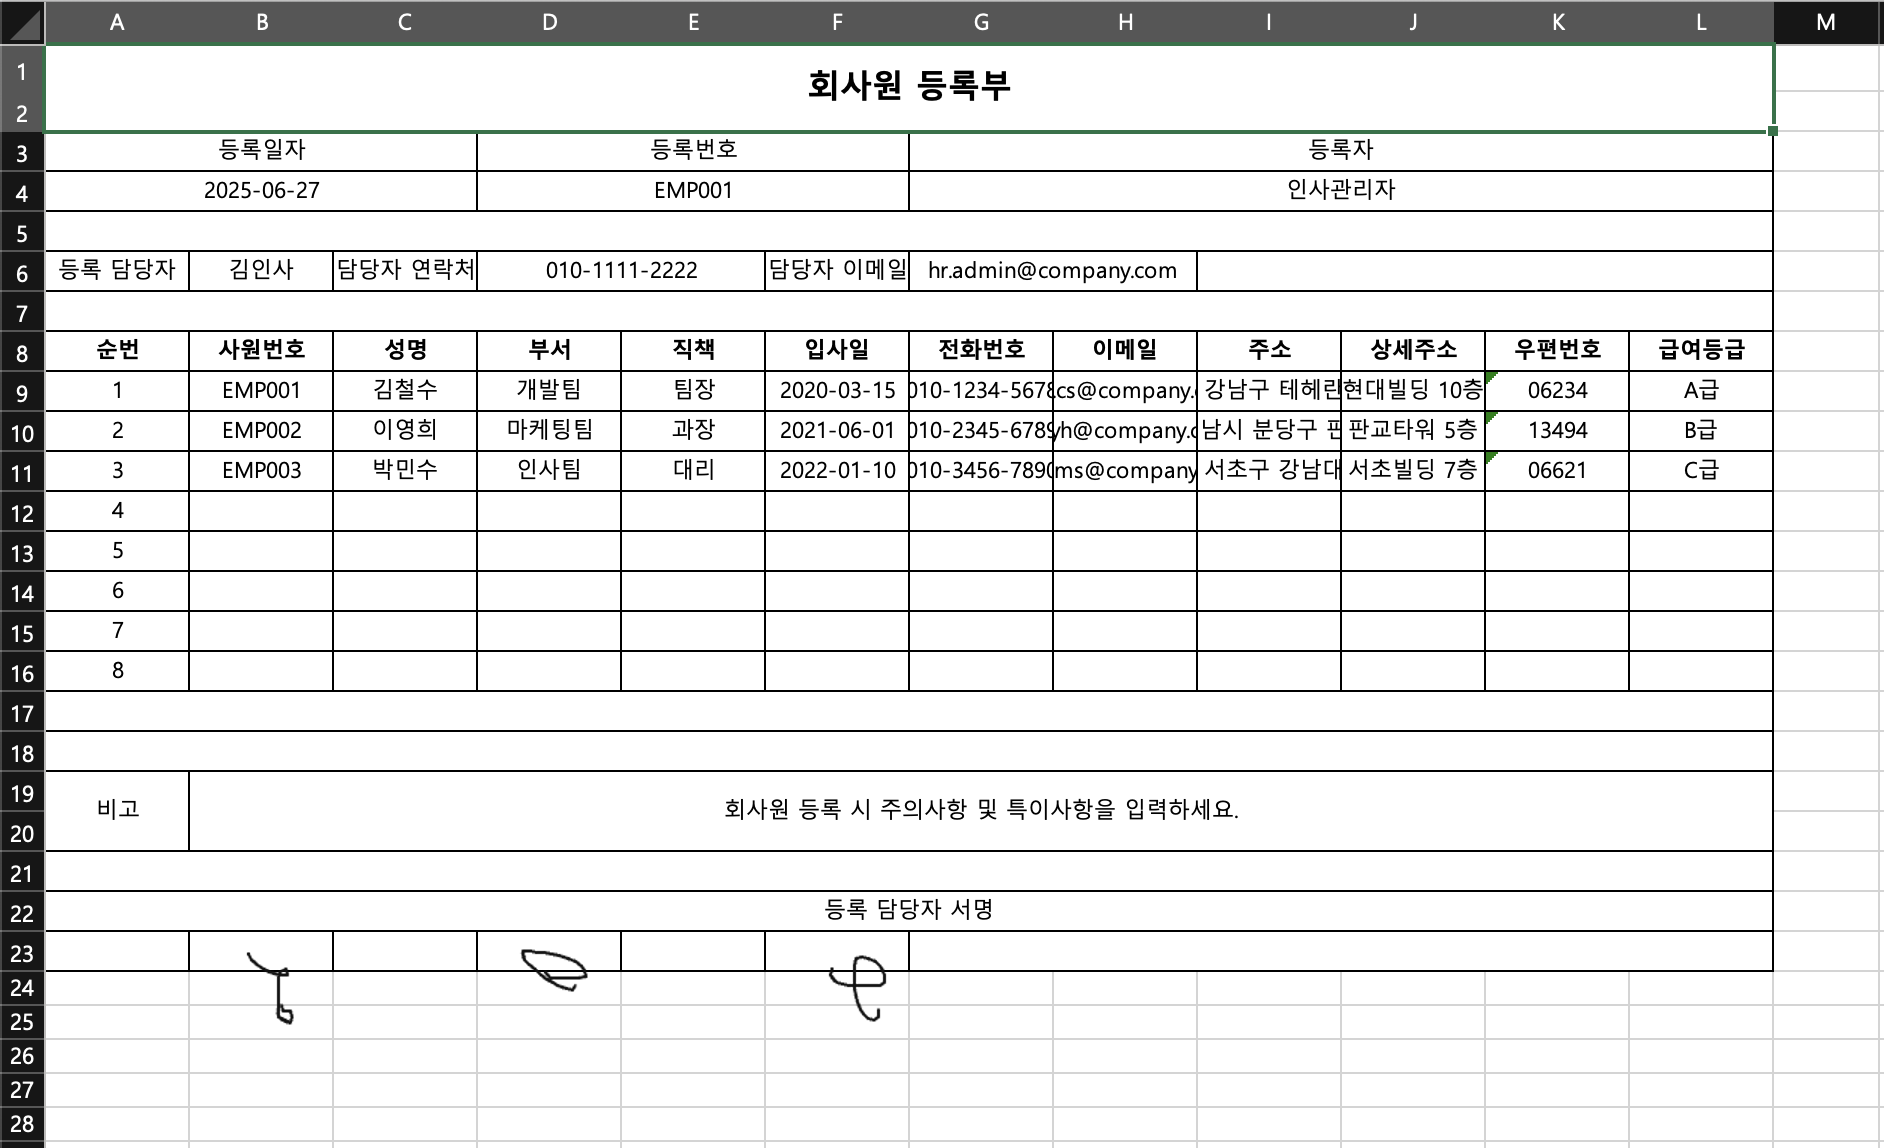 A B C D E F G H I J K L M
1 회사원 등록부
2
3 등록일자 등록번호 등록자
4 2025-06-27 EMP001 인사관리자
5
6 등록 담당자 김인사 담당자 연락처 010-1111-2222 담당자 이메일 hr.admin@company.com
7
8 순번 사원번호 성명 부서 직책 입사일 전화번호 이메일 주소 상세주소 우편번호 급여등급
9 1 EMP001 김철수 개발팀 팀장 2020-03-15 010-1234-5678 cs@company. 강남구 테헤란 현대빌딩 10층 06234 A급
10 2 EMP002 이영희 마케팅팀 과장 2021-06-01 010-2345-6789 yh@company.c 남시 분당구 판교타워 5층 13494 B급
11 3 EMP003 박민수 인사팀 대리 2022-01-10 010-3456-7890 ms@company 서초구 강남대 서초빌딩 7층 06621 C급
12 4
13 5
14 6
15 7
16 8
17
18
19 비고 회사원 등록 시 주의사항 및 특이사항을 입력하세요.
20
21
22 등록 담당자 서명
23
24
25
26
27
28